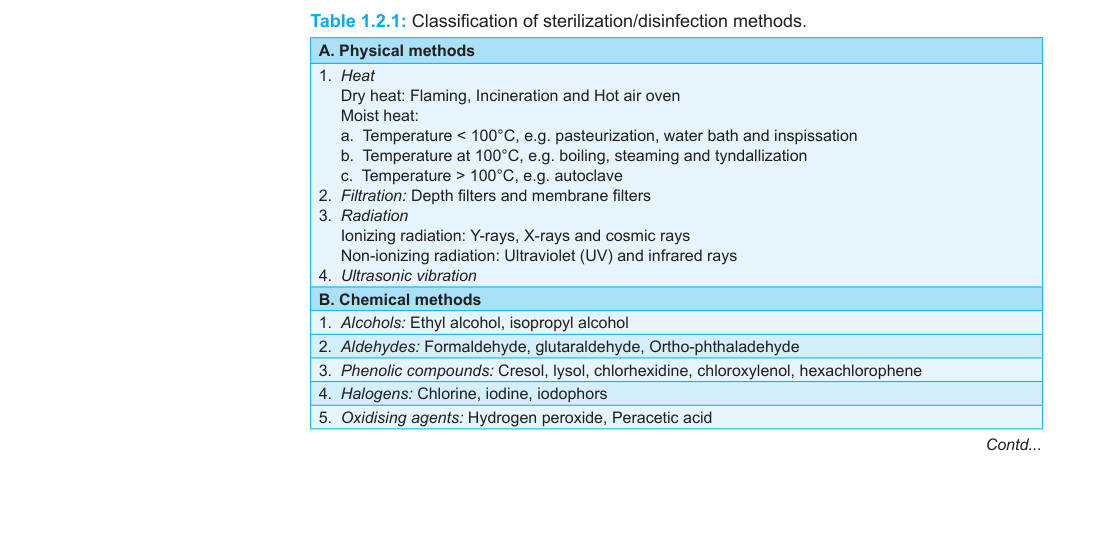 Table 1.2.1: Classification of sterilization/disinfection methods.
A. Physical methods
1. Heat
Dry heat: Flaming, Incineration and Hot air oven
Moist heat:
a. Temperature < 100°C, e.g. pasteurization, water bath and inspissation
b. Temperature at 100°C, e.g. boiling, steaming and tyndallization
c. Temperature > 100°C, e.g. autoclave
2. Filtration: Depth filters and membrane filters
3. Radiation
Ionizing radiation: Y-rays, X-rays and cosmic rays
Non-ionizing radiation: Ultraviolet (UV) and infrared rays
4. Ultrasonic vibration
B. Chemical methods
1. Alcohols: Ethyl alcohol, isopropyl alcohol
2. Aldehydes: Formaldehyde, glutaraldehyde, Ortho-phthaladehyde
3. Phenolic compounds: Cresol, lysol, chlorhexidine, chloroxylenol, hexachlorophene
4. Halogens: Chlorine, iodine, iodophors
5. Oxidising agents: Hydrogen peroxide, Peracetic acid
Contd...